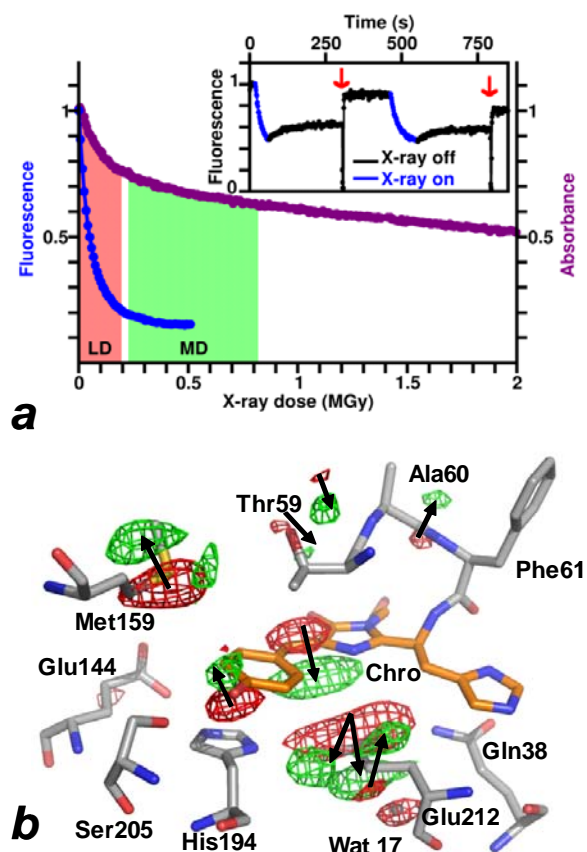 Time (s)
0 250 500 750
Fluorescence
1
0
X-ray off
X-ray on
Fluorescence
1
0.5
Absorbance
1
0.5
LD MD
0 0.5 1 1.5 2
X-ray dose (MGy)
a
Thr59
Ala60
Phe61
Met159
Glu144
Chro
Gln38
Glu212
Ser205
His194
Wat 17
b